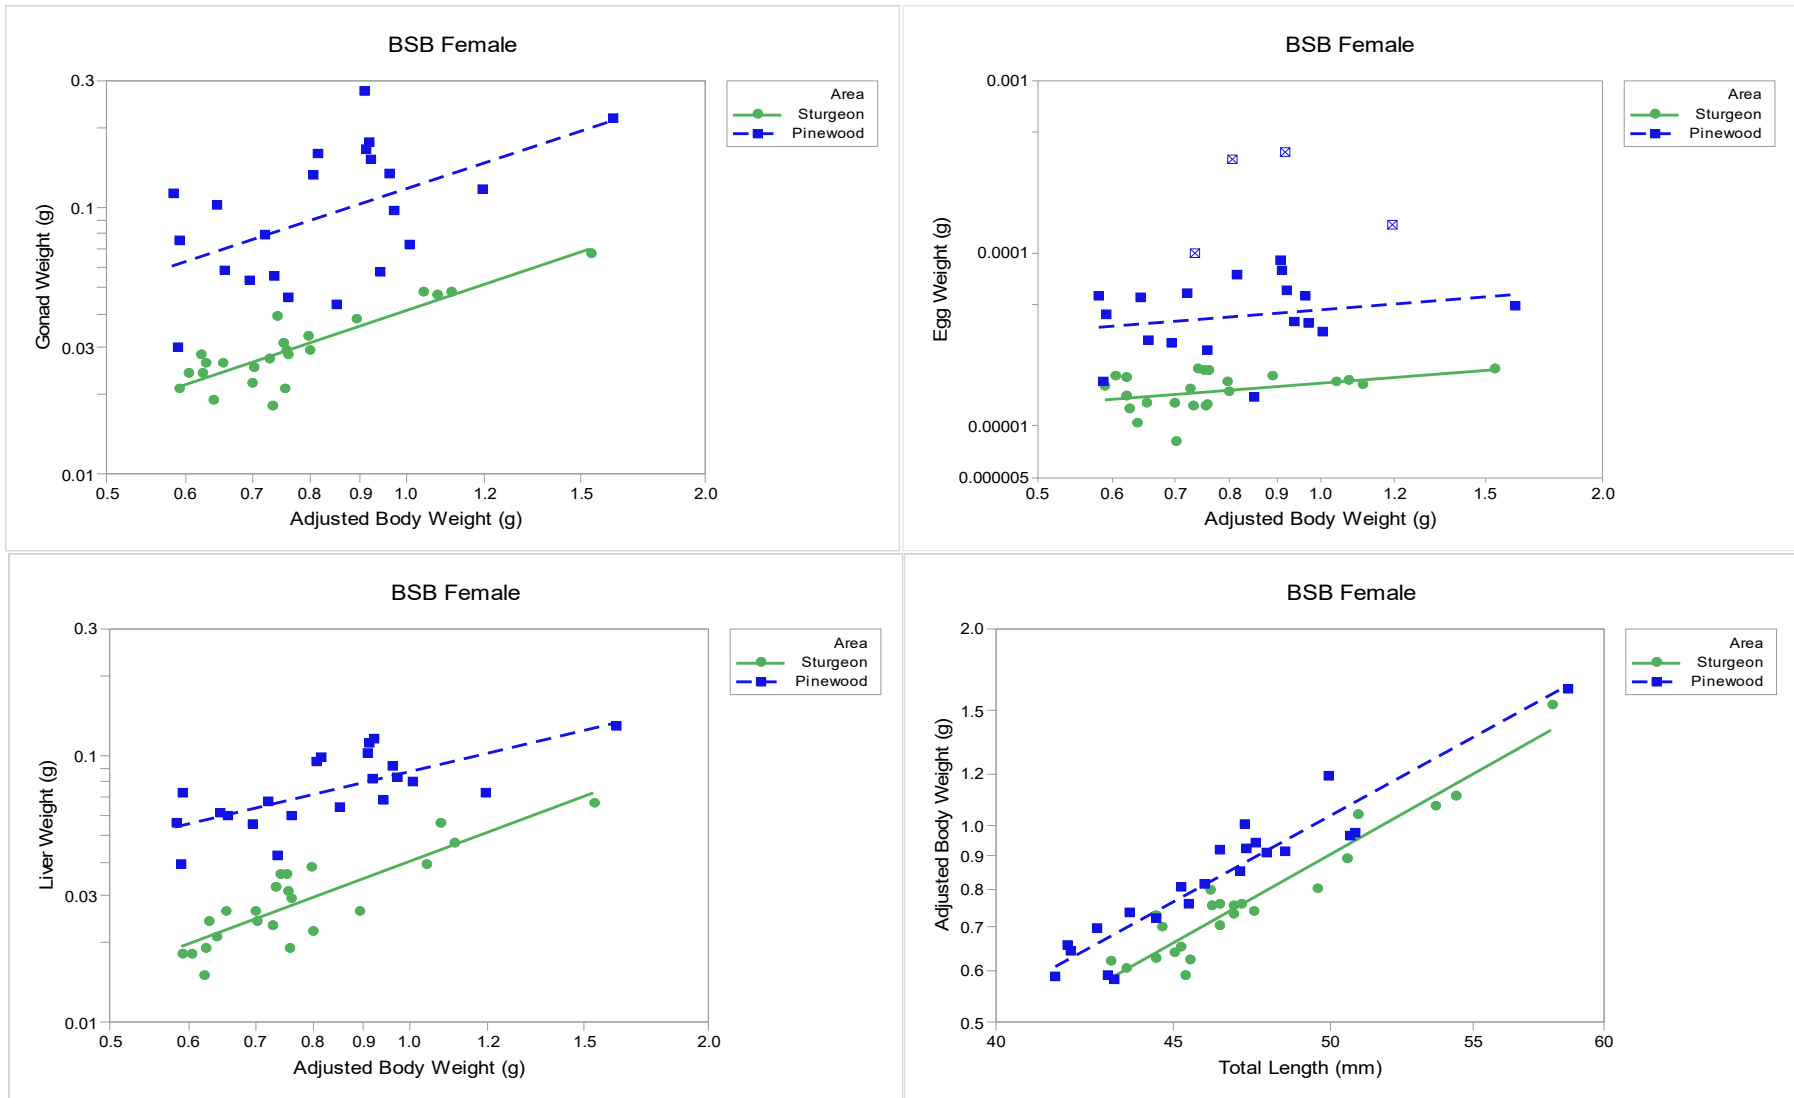 BSB Female
0.3
0.1
0.03
0.01
0.5 0.6 0.7 0.8 0.9 1.0 1.2 1.5 2.0
Adjusted Body Weight (g)
Gonad Weight (g)
Area
Sturgeon
Pinewood
BSB Female
0.001
0.0001
0.00001
0.000005
0.5 0.6 0.7 0.8 0.9 1.0 1.2 1.5 2.0
Adjusted Body Weight (g)
Egg Weight (g)
Area
Sturgeon
Pinewood
BSB Female
0.3
0.1
0.03
0.01
0.5 0.6 0.7 0.8 0.9 1.0 1.2 1.5 2.0
Adjusted Body Weight (g)
Liver Weight (g)
Area
Sturgeon
Pinewood
BSB Female
2.0
1.5
1.2
1.0
0.9
0.8
0.7
0.6
0.5
40 45 50 55 60
Total Length (mm)
Adjusted Body Weight (g)
Area
Sturgeon
Pinewood